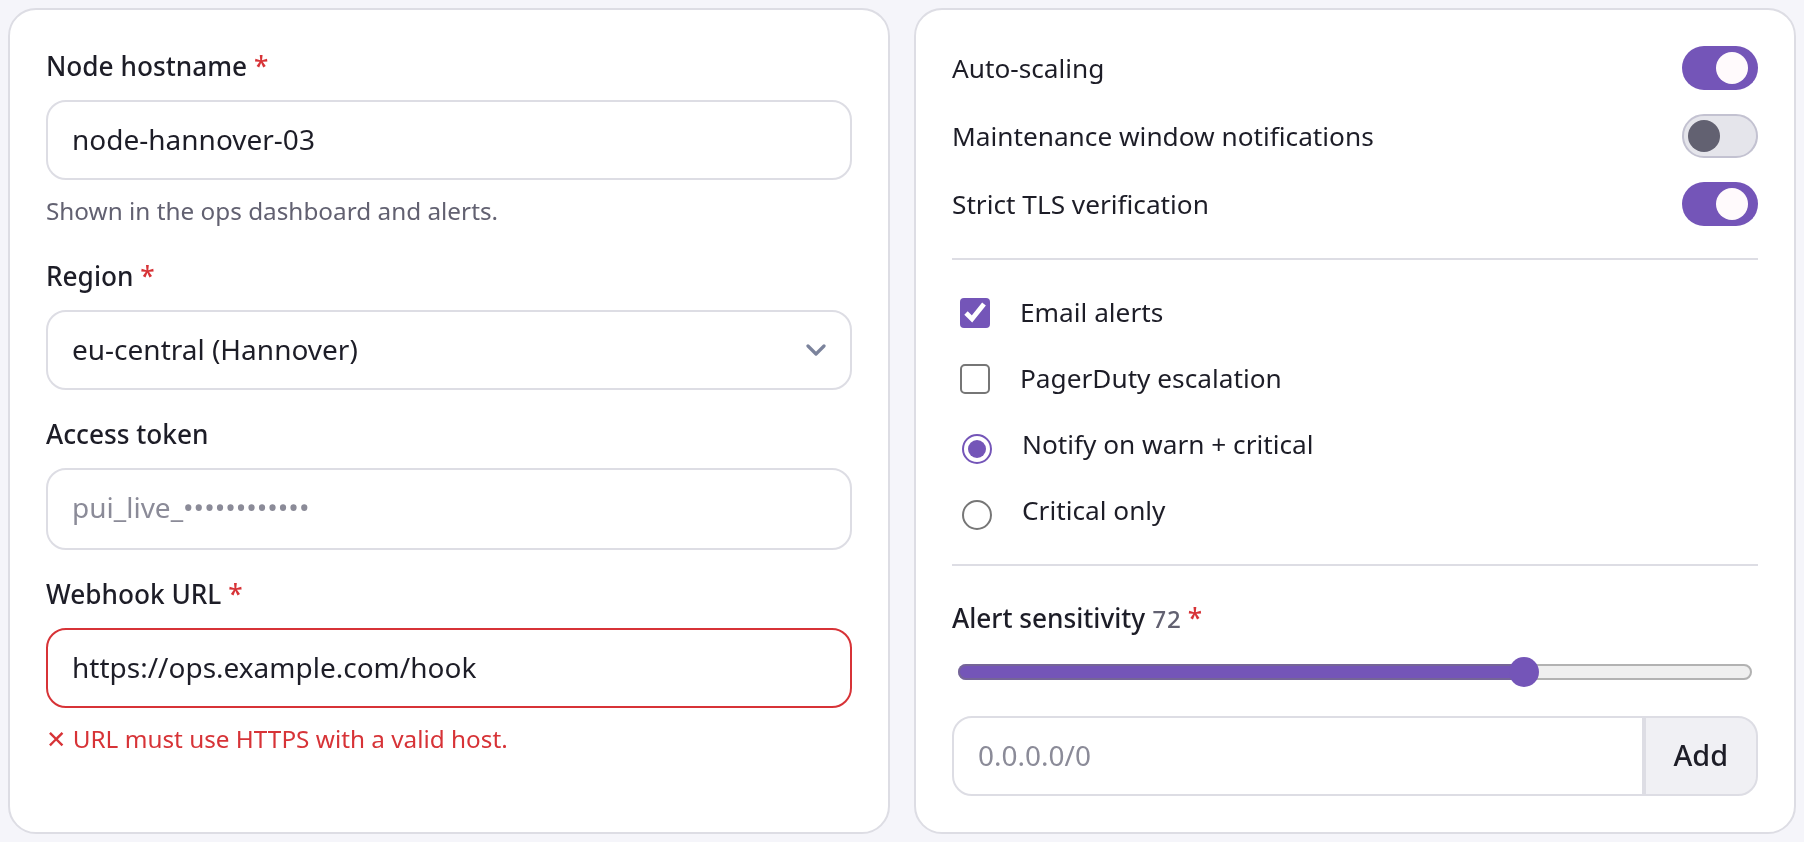 Node hostname *
node-hannover-03
Shown in the ops dashboard and alerts.
Region *
eu-central (Hannover)
Access token
pui_live_••••••••••••
Webhook URL *
https://ops.example.com/hook
✕ URL must use HTTPS with a valid host.
Auto-scaling
Maintenance window notifications
Strict TLS verification
Email alerts
PagerDuty escalation
Notify on warn + critical
Critical only
Alert sensitivity 72 *
0.0.0.0/0
Add